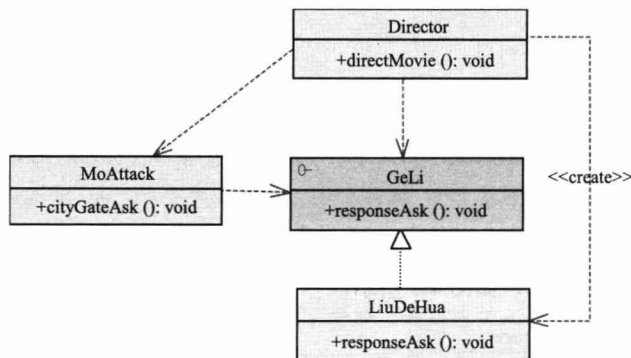 Director
+directMovie (): void
MoAttack
+cityGateAsk (): void
GeLi
+responseAsk (): void
<<create>>
LiuDeHua
+responseAsk (): void